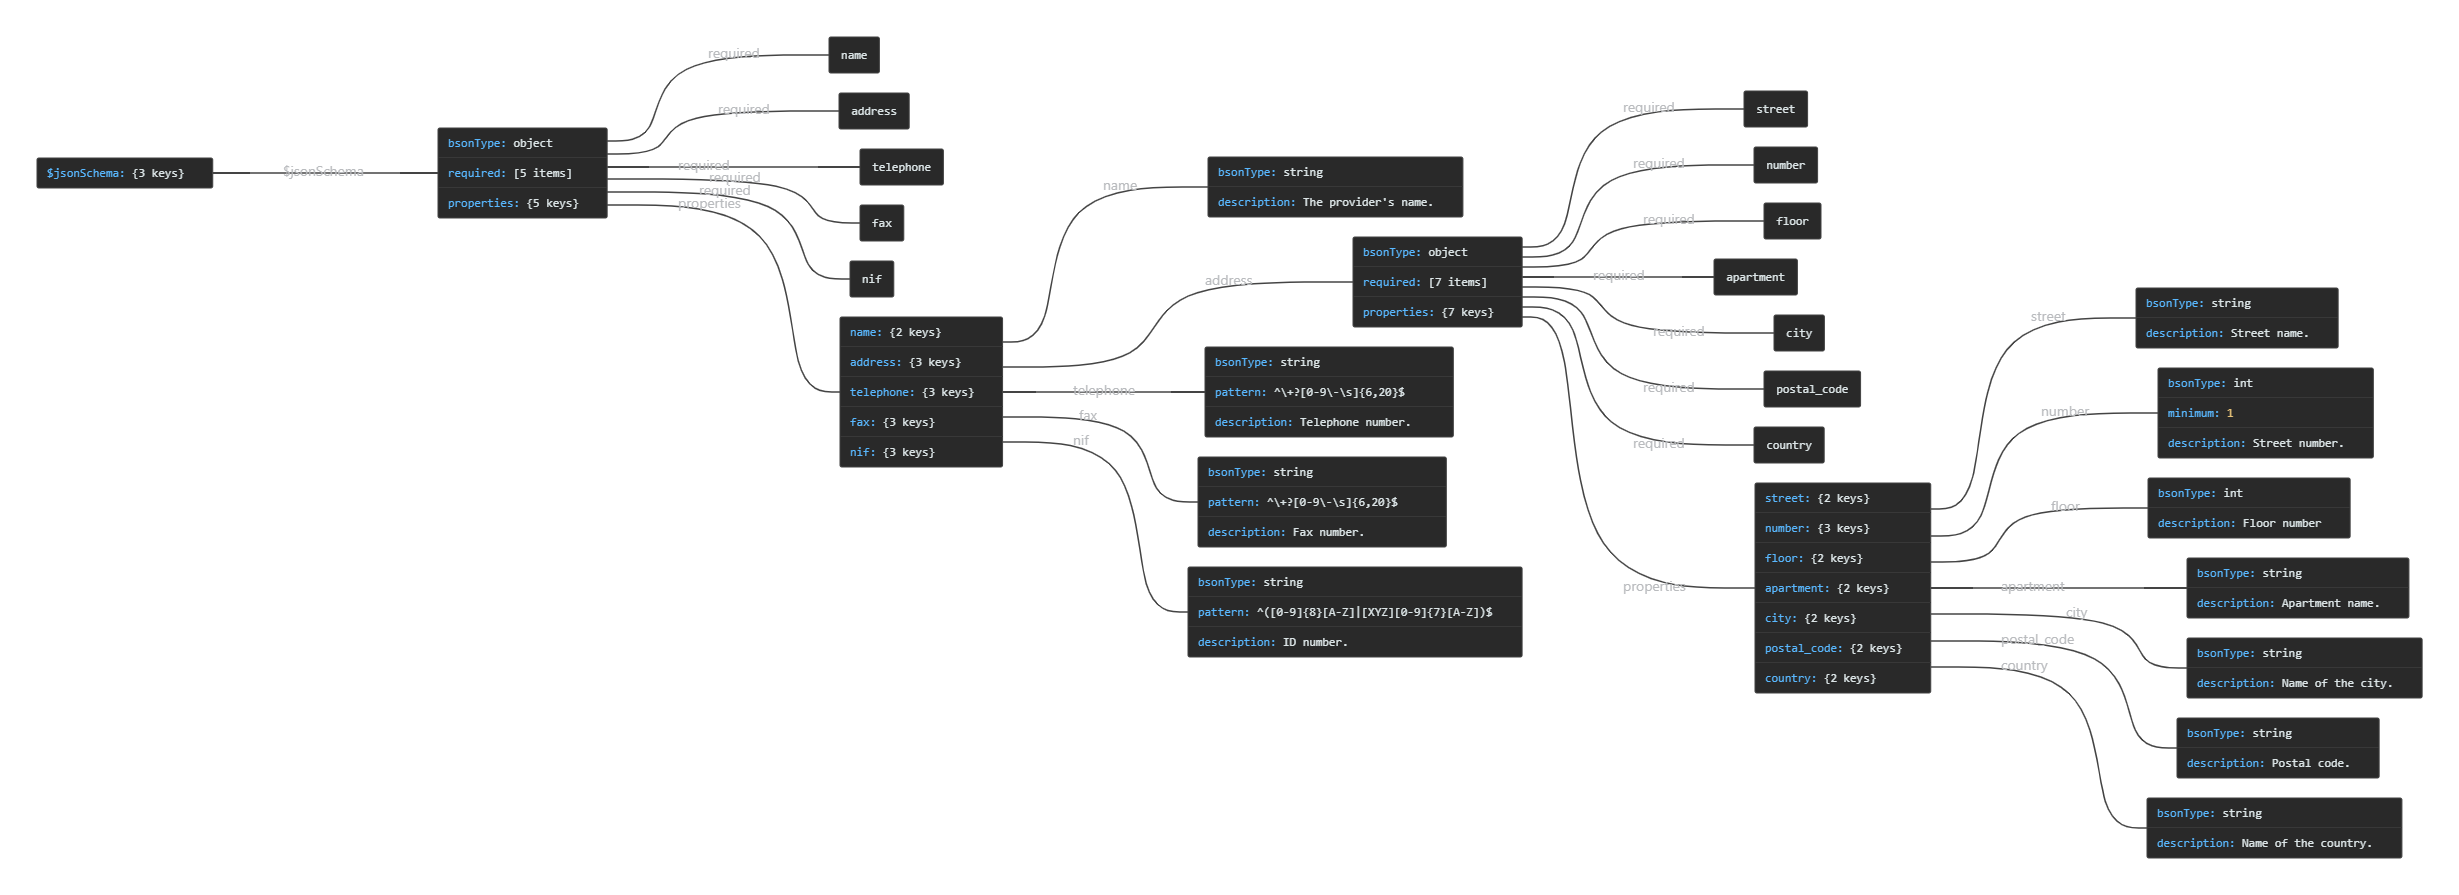 $jsonSchema: {3 keys}
$jsonSchema
bsonType: object
required: [5 items]
properties: {5 keys}
required
required
required
required
required
properties
name
address
telephone
fax
nif
name: {2 keys}
address: {3 keys}
telephone: {3 keys}
fax: {3 keys}
nif: {3 keys}
name
address
telephone
fax
nif
bsonType: string
description: The provider's name.
bsonType: object
required: [7 items]
properties: {7 keys}
bsonType: string
pattern: ^\+?[0-9\-\s]{6,20}$
description: Telephone number.
bsonType: string
pattern: ^\+?[0-9\-\s]{6,20}$
description: Fax number.
bsonType: string
pattern: ^([0-9]{8}[A-Z]|[XYZ][0-9]{7}[A-Z])$
description: ID number.
required
required
required
required
required
required
required
properties
street
number
floor
apartment
city
postal_code
country
street: {2 keys}
number: {3 keys}
floor: {2 keys}
apartment: {2 keys}
city: {2 keys}
postal_code: {2 keys}
country: {2 keys}
street
number
floor
apartment
city
postal_code
country
bsonType: string
description: Street name.
bsonType: int
minimum: 1
description: Street number.
bsonType: int
description: Floor number
bsonType: string
description: Apartment name.
bsonType: string
description: Name of the city.
bsonType: string
description: Postal code.
bsonType: string
description: Name of the country.